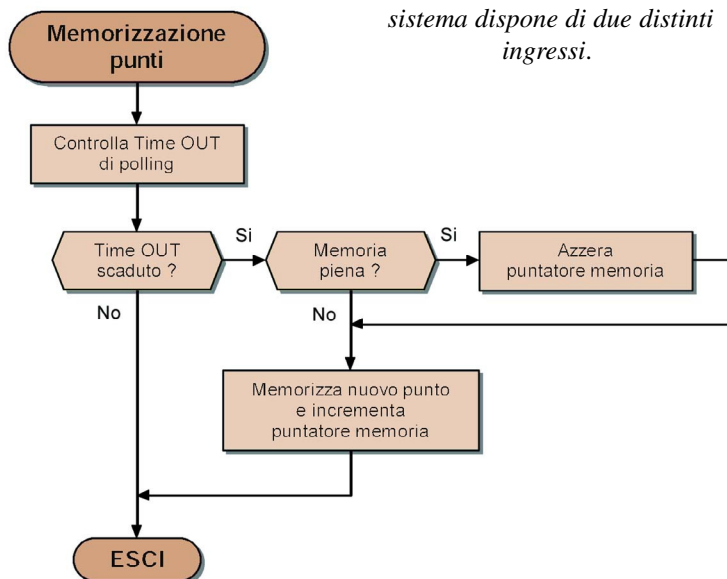 sistema dispone di due distinti
ingressi.
Memorizzazione
punti
Controlla Time OUT
di polling
Time OUT
scaduto ?
Si
Memoria
piena ?
Si
Azzera
puntatore memoria
No
No
Memorizza nuovo punto
e incrementa
puntatore memoria
ESCI